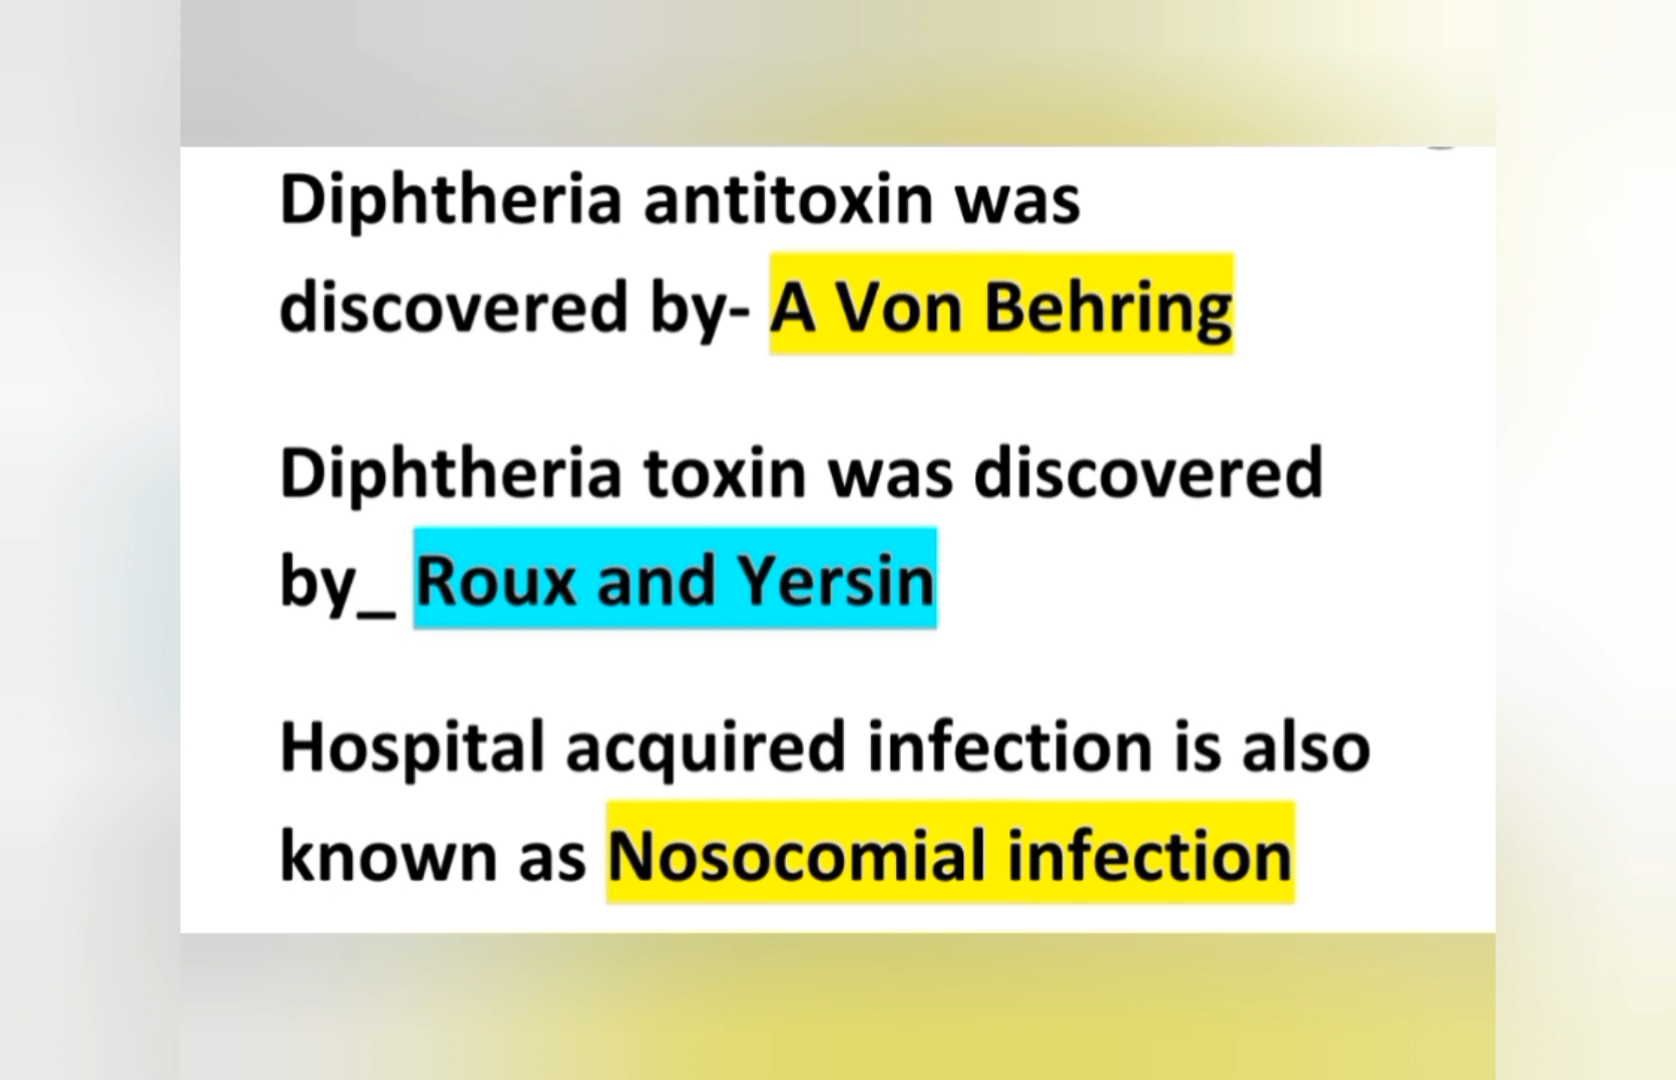 Diphtheria antitoxin was
discovered by- A Von Behring
Diphtheria toxin was discovered
by_ Roux and Yersin
Hospital acquired infection is also
known as Nosocomial infection